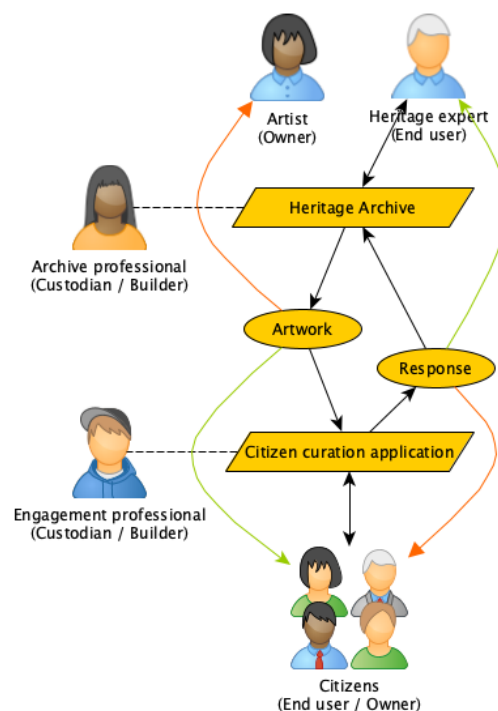 Artist
(Owner)
Heritage expert
(End user)
Heritage Archive
Archive professional
(Custodian / Builder)
Artwork
Response
Citizen curation application
Engagement professional
(Custodian / Builder)
Citizens
(End user / Owner)